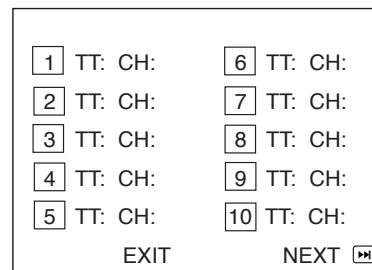 1 TT: CH: 6 TT: CH:
2 TT: CH: 7 TT: CH:
3 TT: CH: 8 TT: CH:
4 TT: CH: 9 TT: CH:
5 TT: CH: 10 TT: CH:
EXIT NEXT ⏭